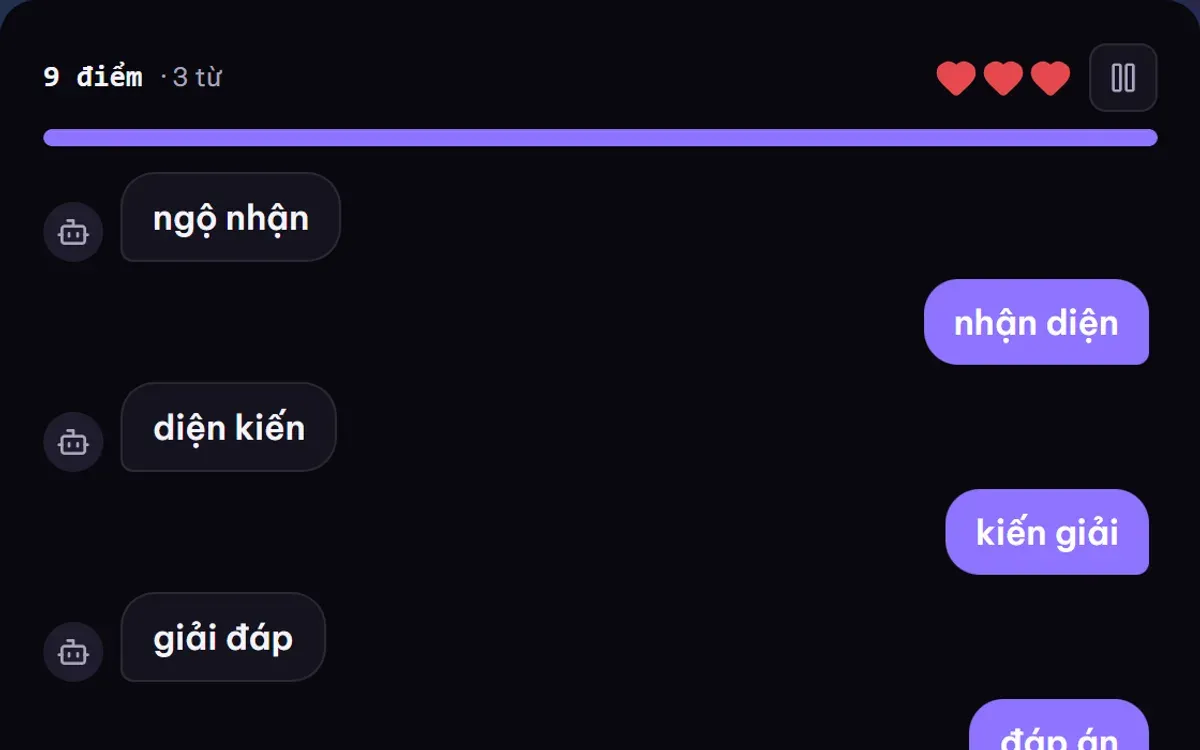 9 điểm · 3 từ
ngộ nhận
nhận diện
diện kiến
kiến giải
giải đáp
đáp án